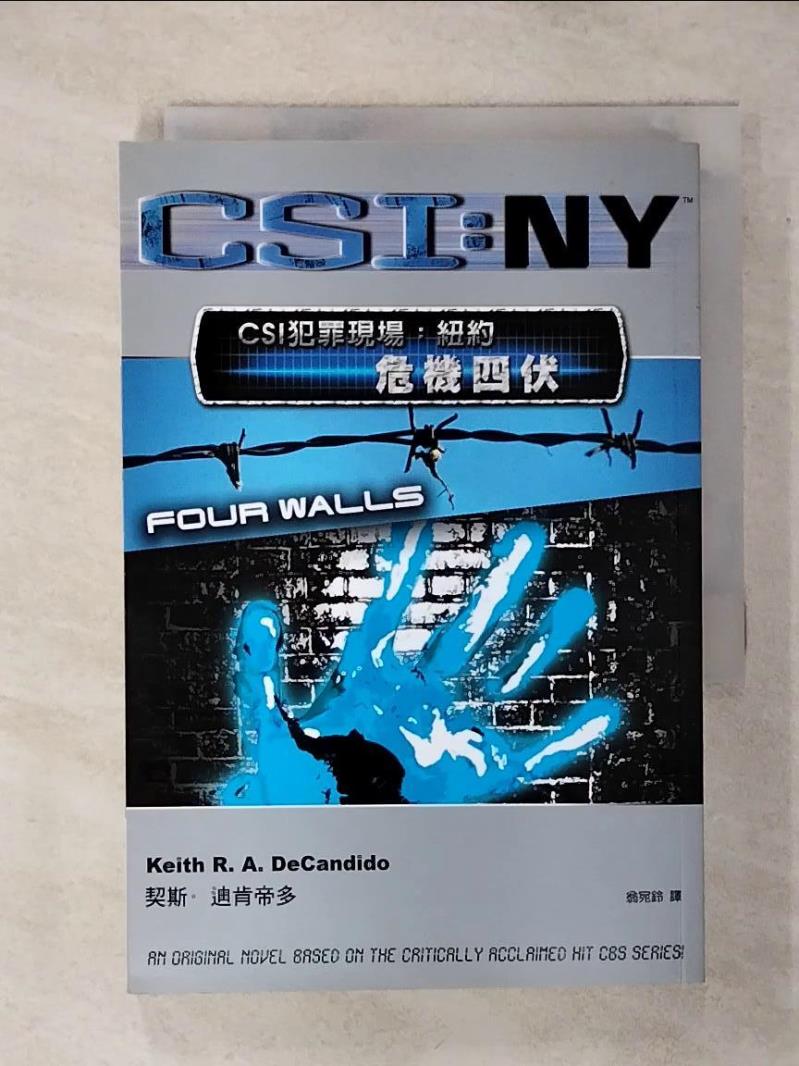 CSI:NY™
CSI犯罪現場：紐約
危機四伏
FOUR WALLS
Keith R. A. DeCandido
契斯。迪肯帝多
翁宛鈴 譯
AN ORIGINAL NOVEL BASED ON THE CRITICALLY ACCLAIMED HIT CBS SERIES!